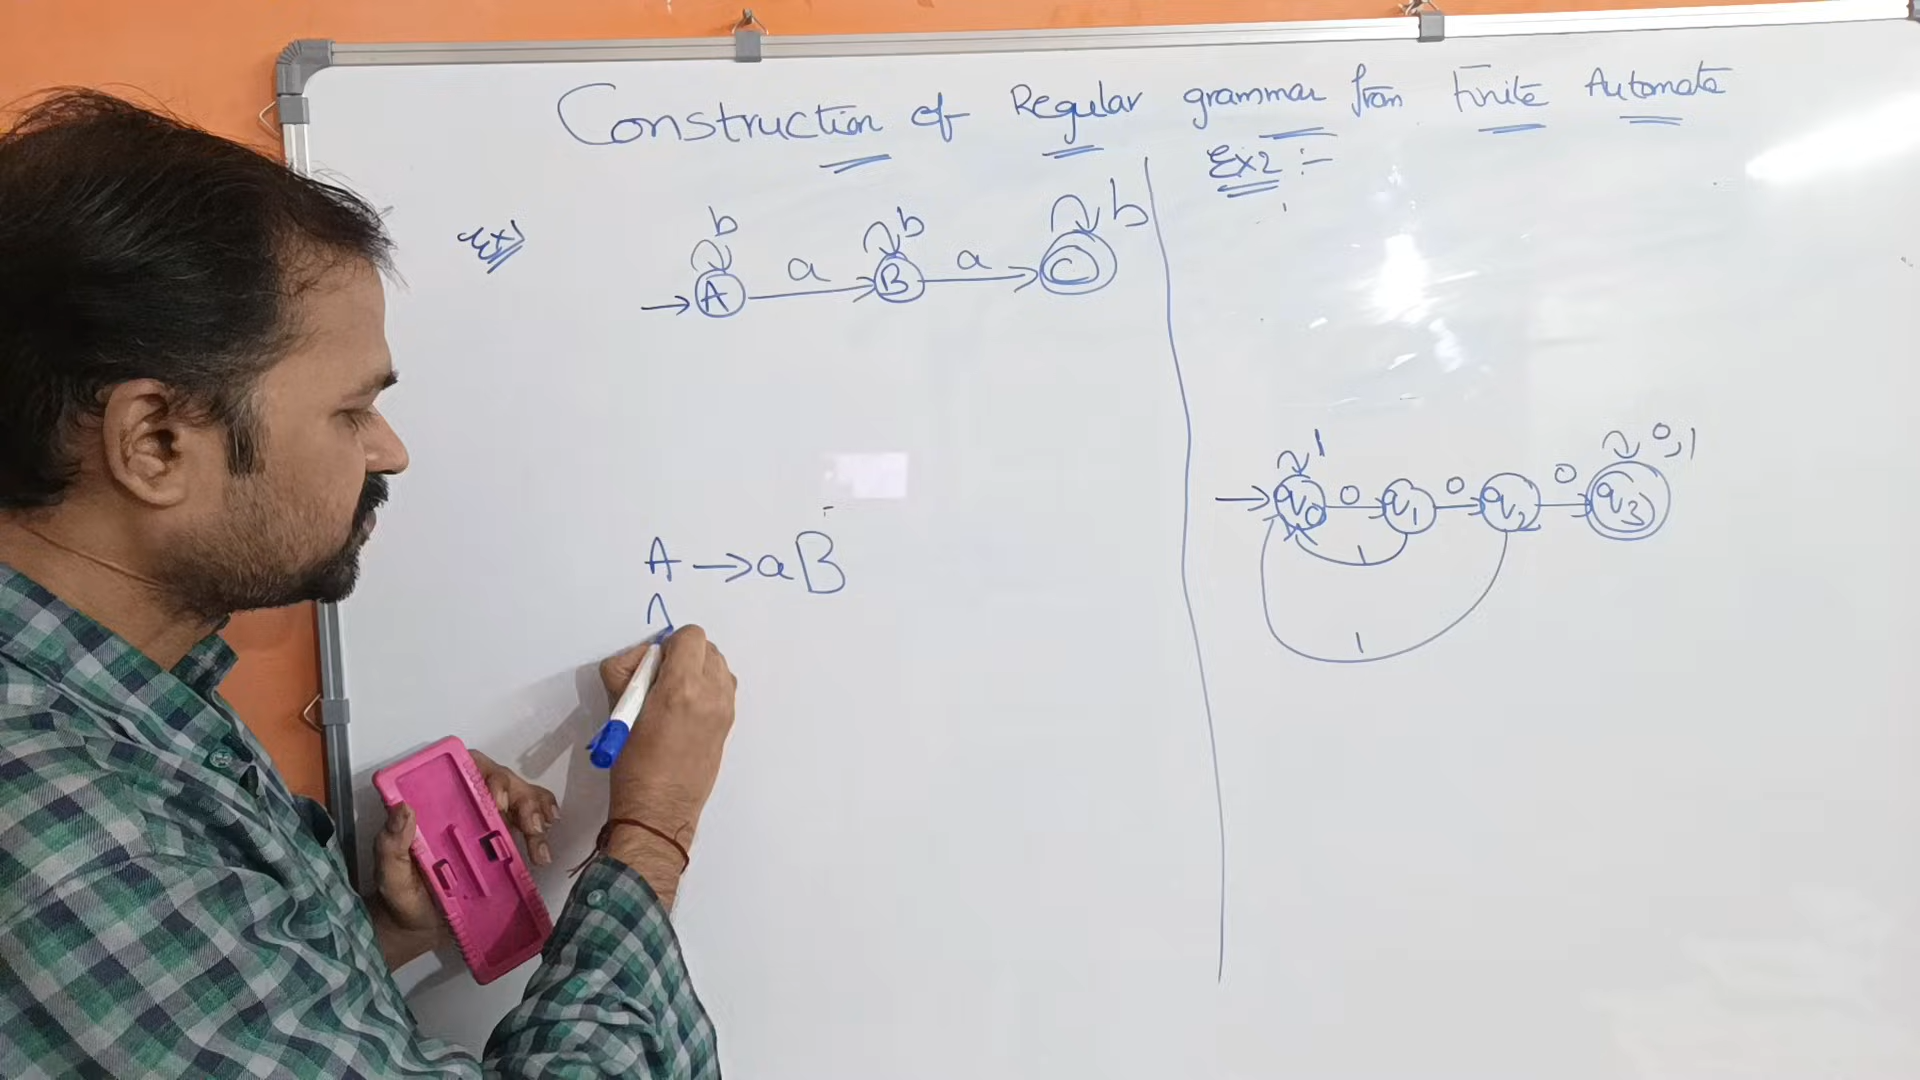 Construction of Regular grammar from Finite Automata
Ex1
b b b
→ A a B a C
A → aB
A
Ex2 :-
1 0,1
→ q0 0 q1 0 q2 0 q3
1
1